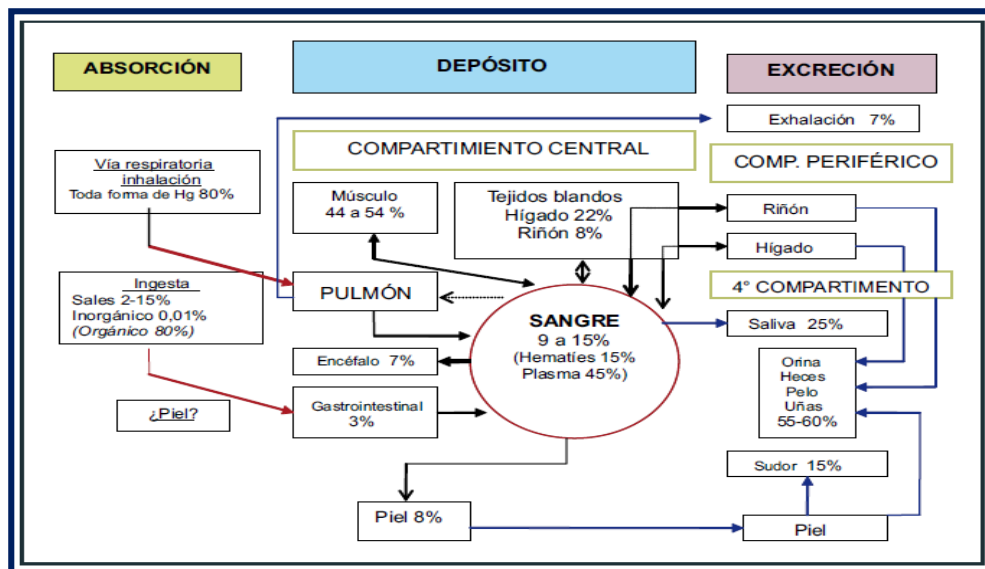 ABSORCIÓN
DEPÓSITO
EXCRECIÓN
Exhalación 7%
COMPARTIMIENTO CENTRAL
COMP. PERIFÉRICO
Vía respiratoria
inhalación
Toda forma de Hg 80%
Músculo
44 a 54 %
Tejidos blandos
Hígado 22%
Riñón 8%
Riñón
Hígado
Ingesta
Sales 2-15%
Inorgánico 0,01%
(Orgánico 80%)
PULMÓN
4° COMPARTIMENTO
SANGRE
9 a 15%
(Hematíes 15%
Plasma 45%)
Saliva 25%
Encéfalo 7%
Orina
Heces
Pelo
Uñas
55-60%
¿Piel?
Gastrointestinal
3%
Sudor 15%
Piel 8%
Piel